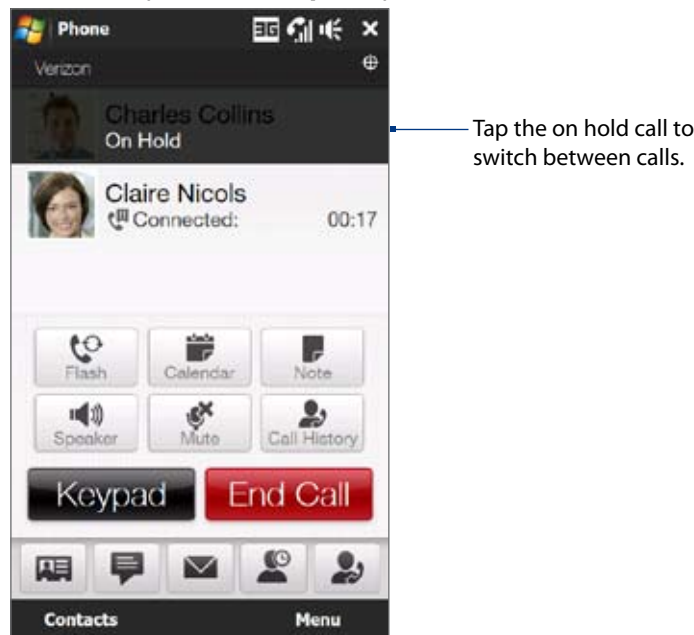 Phone
3G
Verizon
Charles Collins
On Hold
Claire Nicols
Connected: 00:17
Tap the on hold call to
switch between calls.
Flash Calendar Note
Speaker Mute Call History
Keypad End Call
Contacts Menu